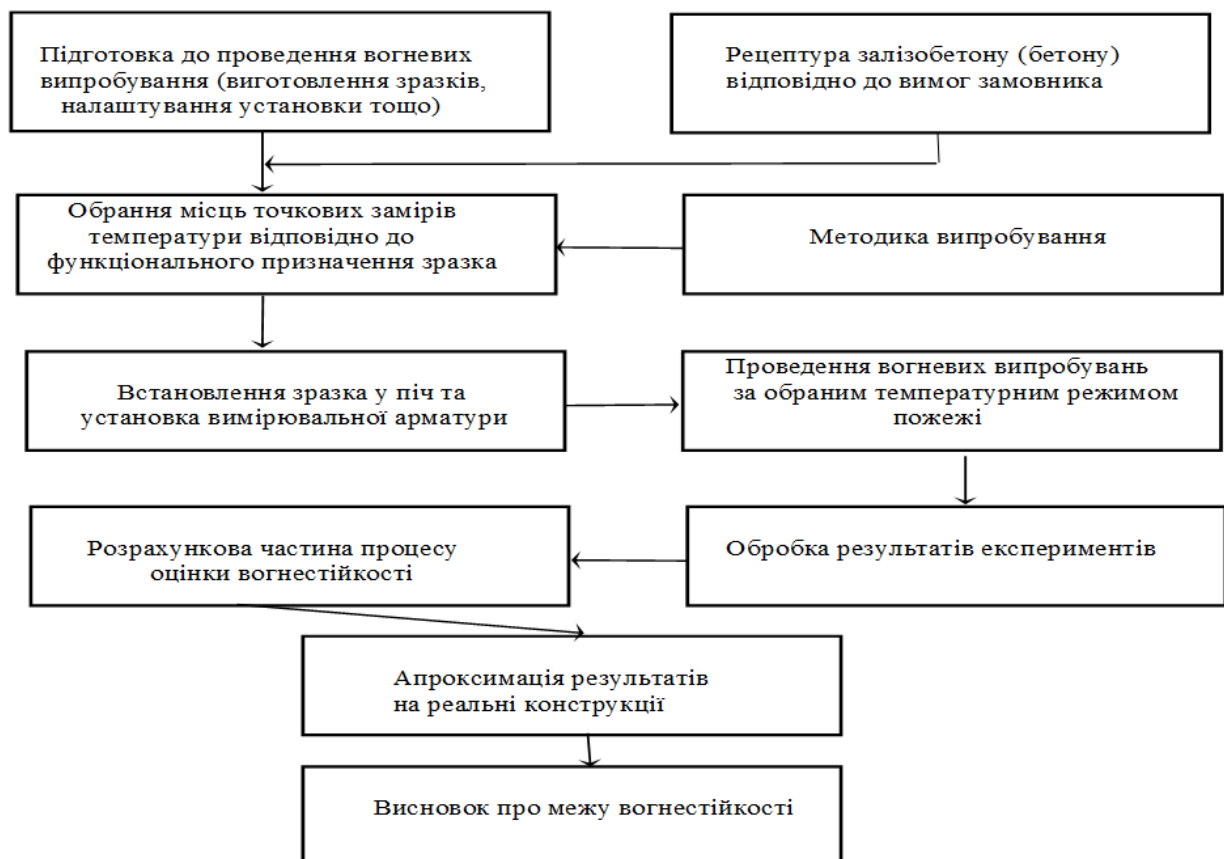 Підготовка до проведення вогневих
випробування (виготовлення зразків,
налаштування установки тощо)
Рецептура залізобетону (бетону)
відповідно до вимог замовника
Обрання місць точкових замірів
температури відповідно до
функціонального призначення зразка
Методика випробування
Встановлення зразка у піч та
установка вимірювальної арматури
Проведення вогневих випробувань
за обраним температурним режимом
пожежі
Розрахункова частина процесу
оцінки вогнестійкості
Обробка результатів експериментів
Апроксимація результатів
на реальні конструкції
Висновок про межу вогнестійкості